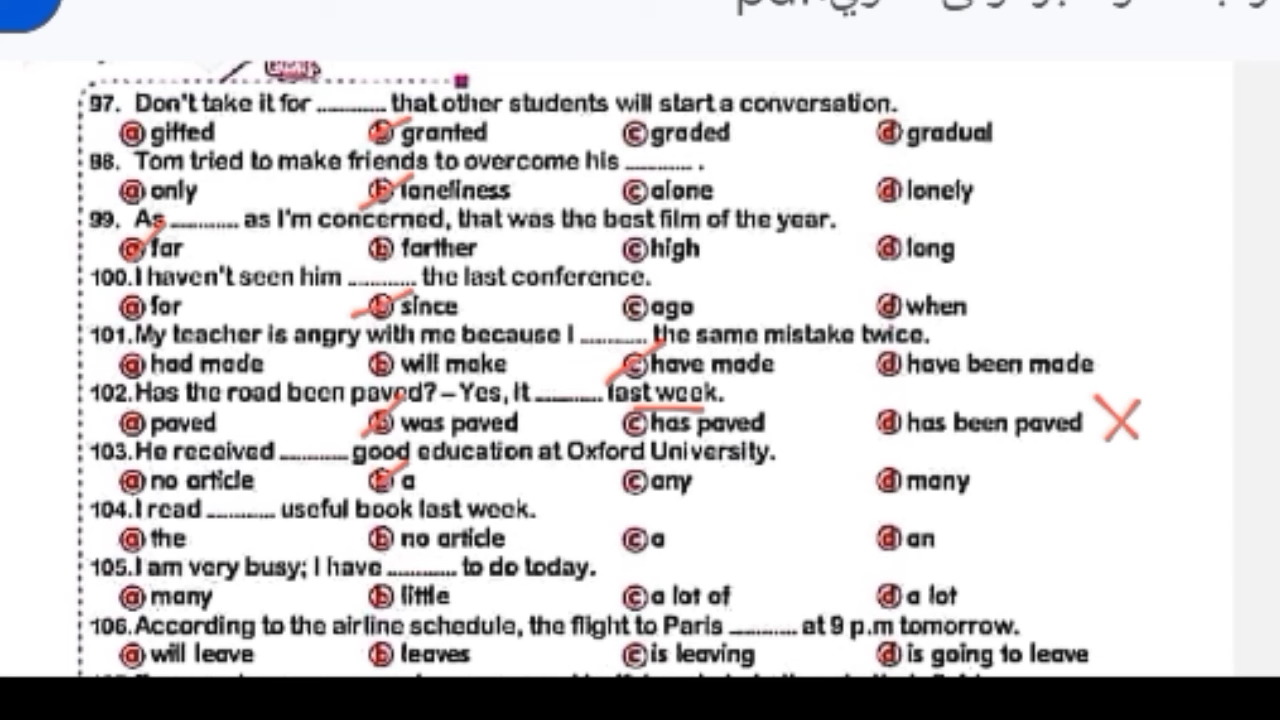 97. Don't take it for ........... that other students will start a conversation.
ⓐ gifted ⓑ granted ⓒ graded ⓓ gradual
98. Tom tried to make friends to overcome his ........... .
ⓐ only ⓑ loneliness ⓒ alone ⓓ lonely
99. As ........... as I'm concerned, that was the best film of the year.
ⓐ far ⓑ farther ⓒ high ⓓ long
100. I haven't seen him ........... the last conference.
ⓐ for ⓑ since ⓒ ago ⓓ when
101. My teacher is angry with me because I ........... the same mistake twice.
ⓐ had made ⓑ will make ⓒ have made ⓓ have been made
102. Has the road been paved? – Yes, it ........... last week.
ⓐ paved ⓑ was paved ⓒ has paved ⓓ has been paved
103. He received ........... good education at Oxford University.
ⓐ no article ⓑ a ⓒ any ⓓ many
104. I read ........... useful book last week.
ⓐ the ⓑ no article ⓒ a ⓓ an
105. I am very busy; I have ........... to do today.
ⓐ many ⓑ little ⓒ a lot of ⓓ a lot
106. According to the airline schedule, the flight to Paris ........... at 9 p.m tomorrow.
ⓐ will leave ⓑ leaves ⓒ is leaving ⓓ is going to leave